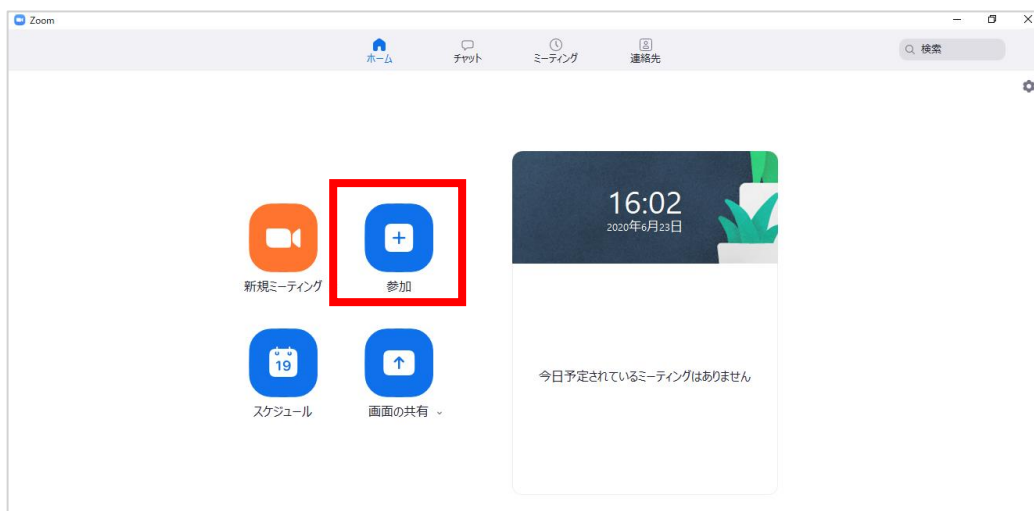 Zoom
ホーム
チャット
ミーティング
連絡先
検索
16:02
2020年6月23日
新規ミーティング
参加
19
スケジュール
画面の共有
今日予定されているミーティングはありません